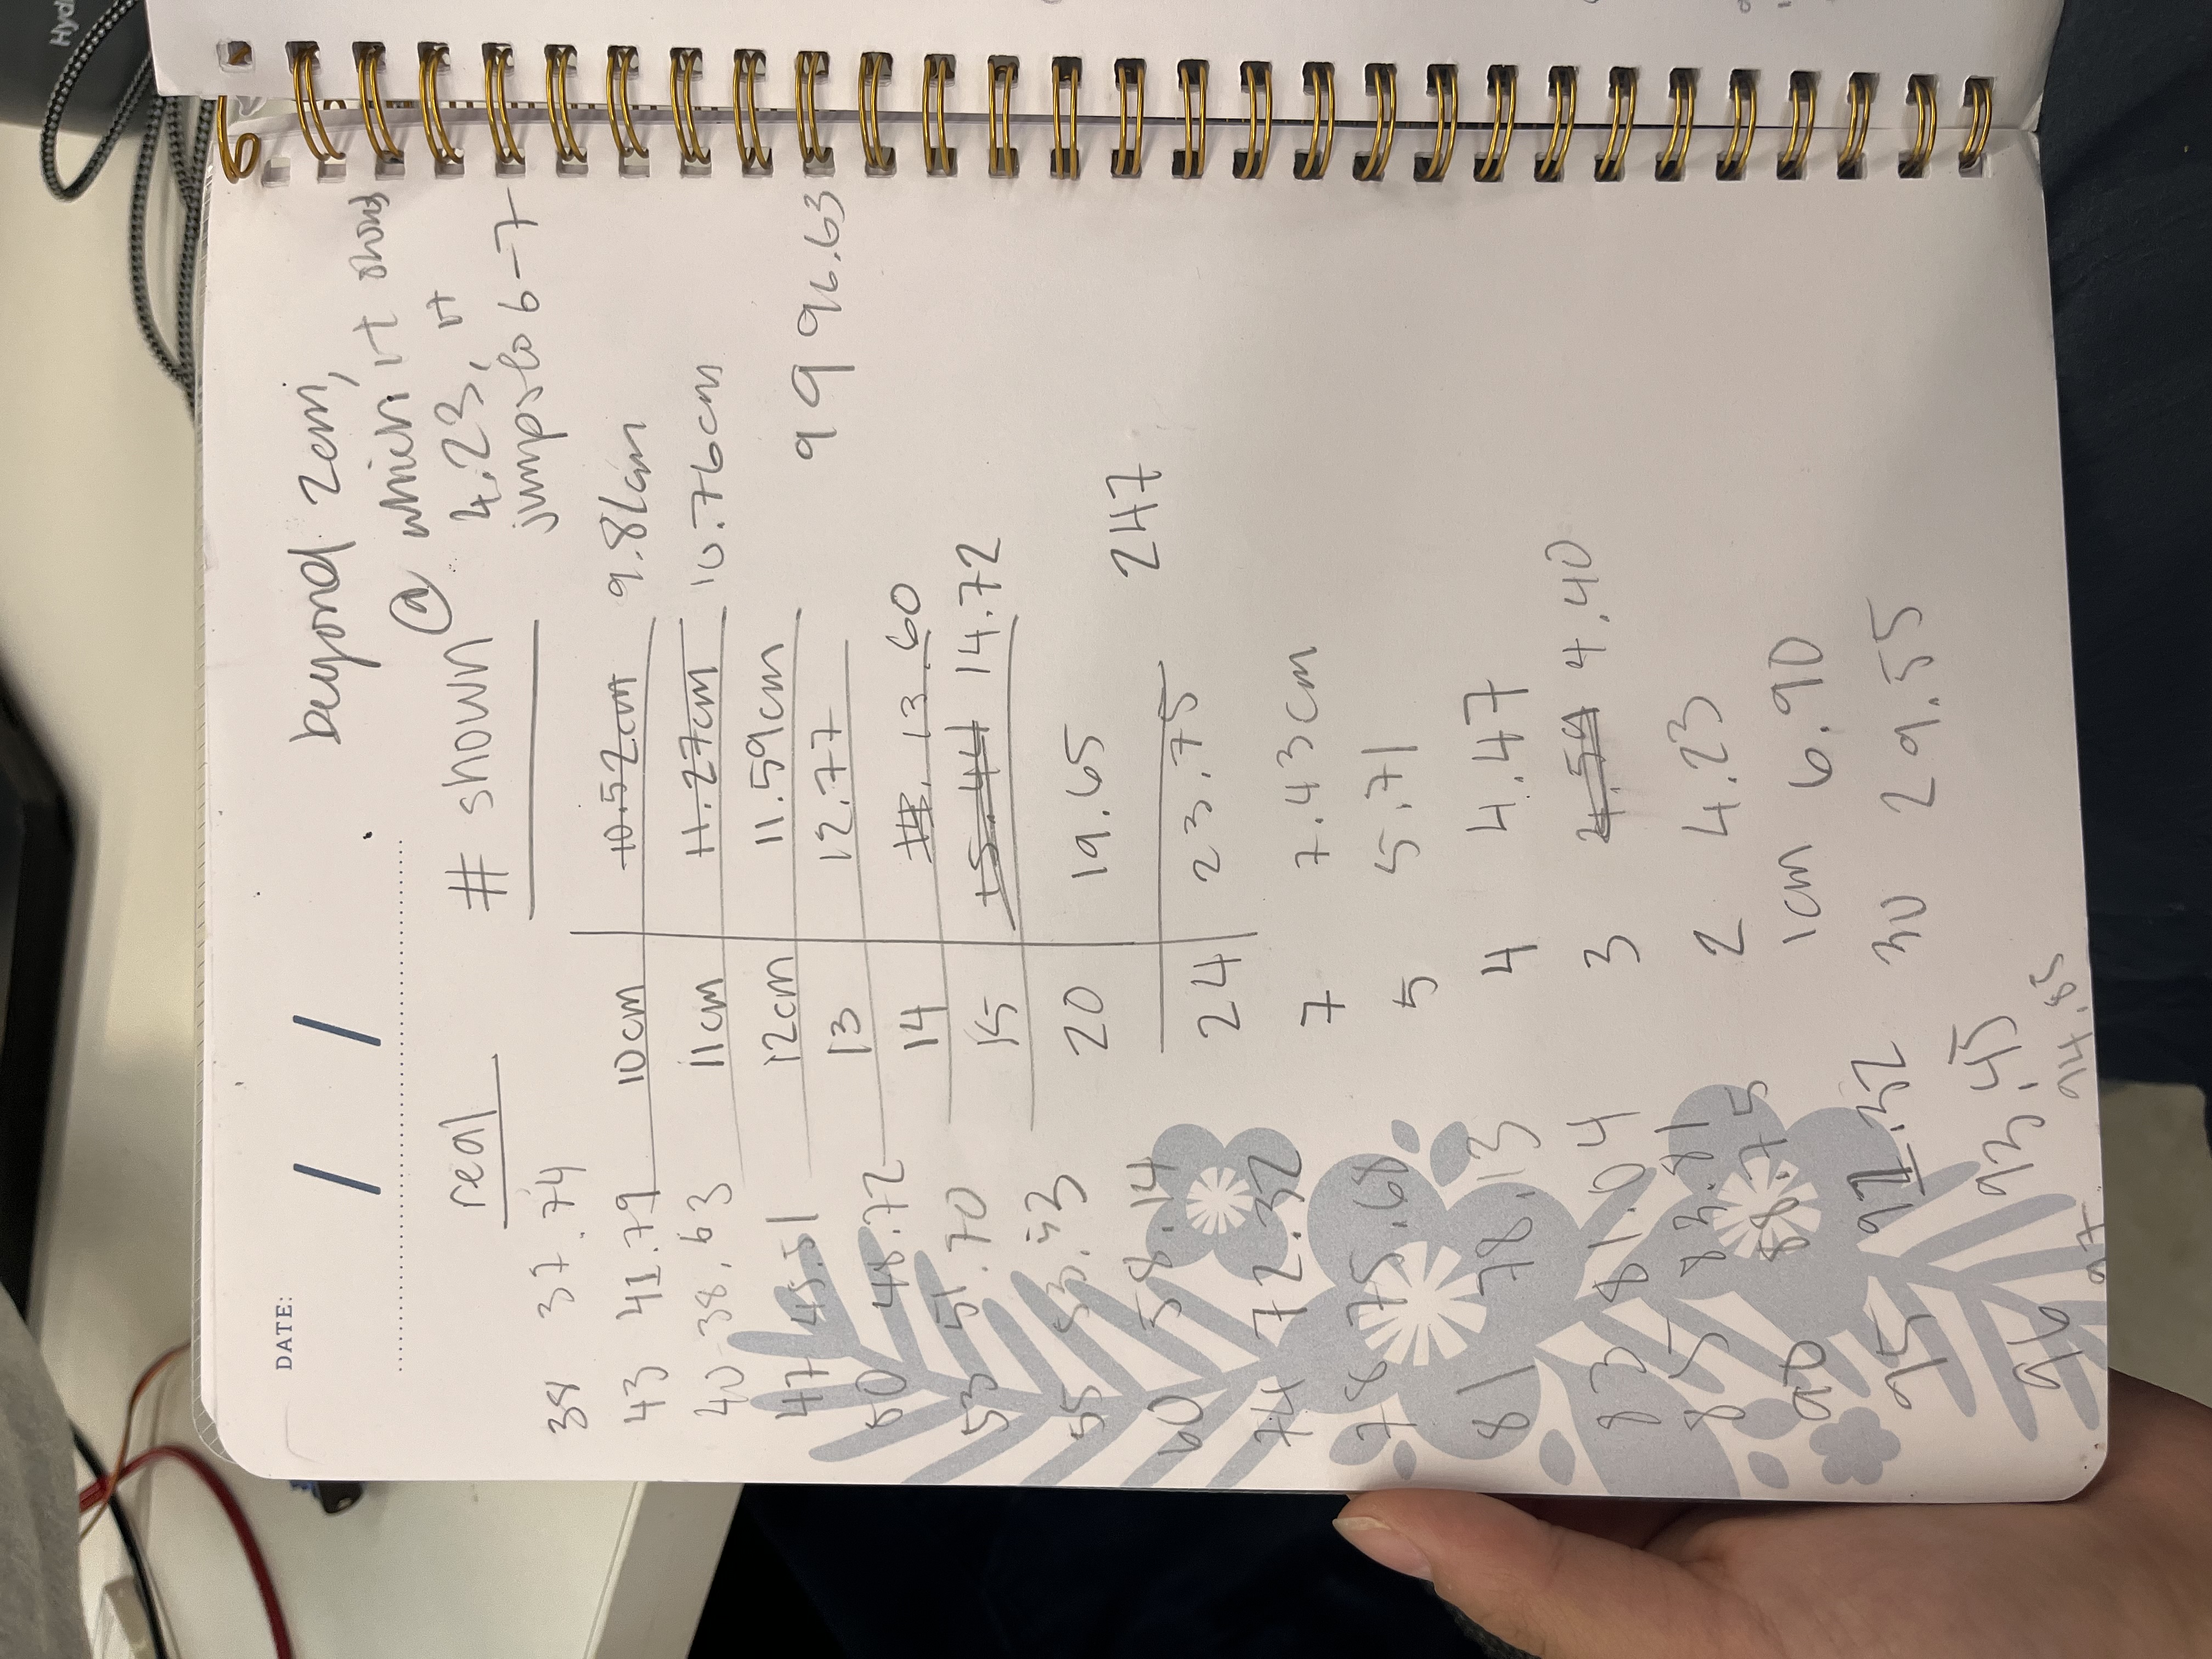 Hyd
DATE: / /
beyond 2cm,
@ which it shows
4.23, it
jumps to 6-7
real # shown
38 37.74
43 41.79 10cm 10.52cm 9.81cm
40 38.63 11cm 11.27cm 10.76cm
47 45.51 12cm 11.59cm
99 96.63
13 12.77
50 48.72
14 13.60
53 51.70 15 15.44 14.72
55 53.53 20 19.65
247
60 58.14
24 23.75
74 72.32
7 7.43cm
78 75.68 5 5.71
81 78.13 4 4.47
83 81.04 3 4.59 4.40
85 83.81 2 4.23
90 88.75 1cm 6.90
95 92.32 30 29.55
96 93.45
97 94.85